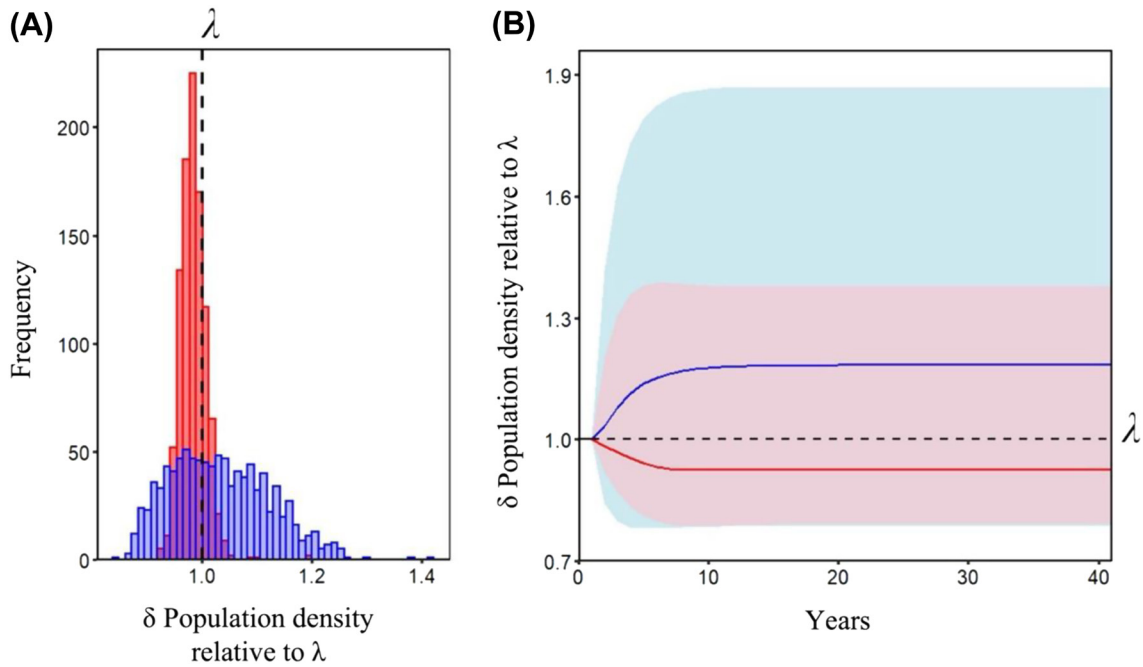 (A)
λ
Frequency
200
150
100
50
0
1.0 1.2 1.4
δ Population density
relative to λ
(B)
δ Population density relative to λ
1.9
1.6
1.3
1.0
0.7
λ
0 10 20 30 40
Years